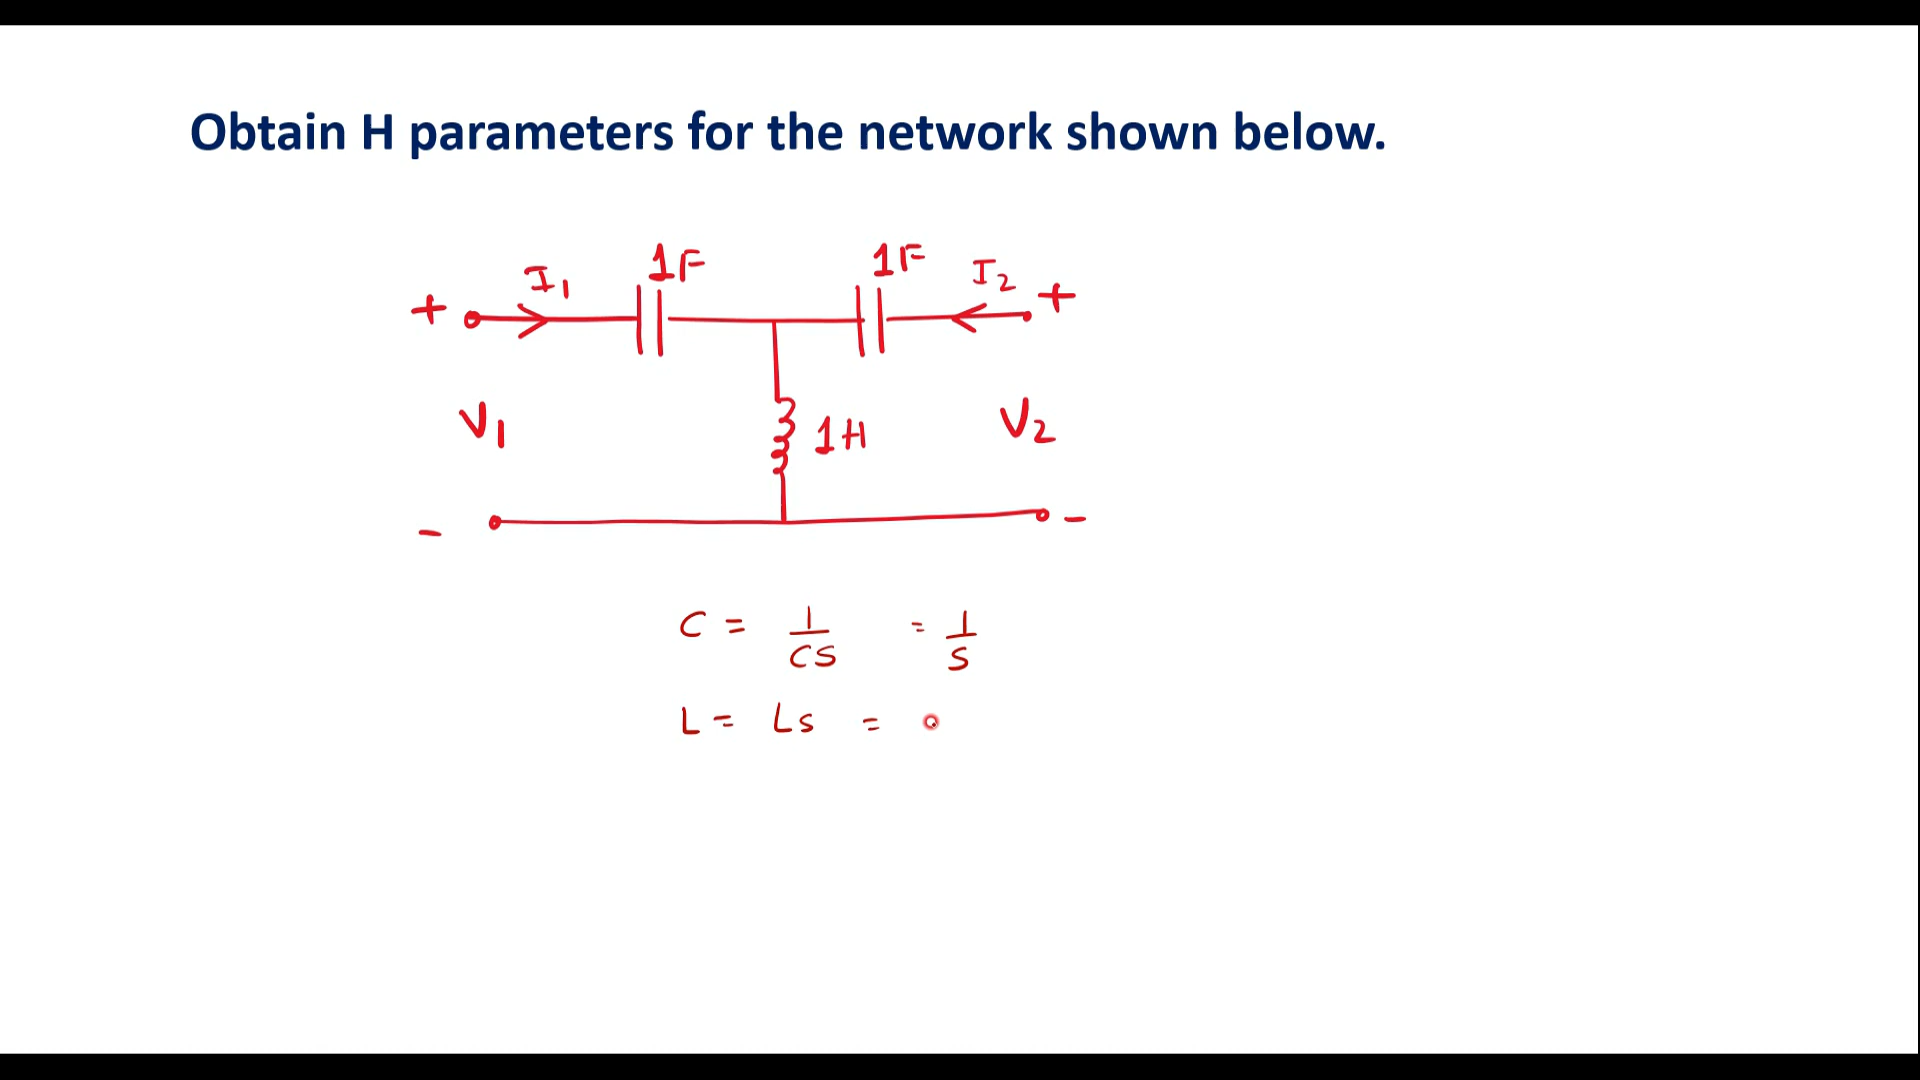 Obtain H parameters for the network shown below.
1F 1F
+ I1 I2 +
V1 1H V2
- -
C = 1/CS = 1/S
L = LS =